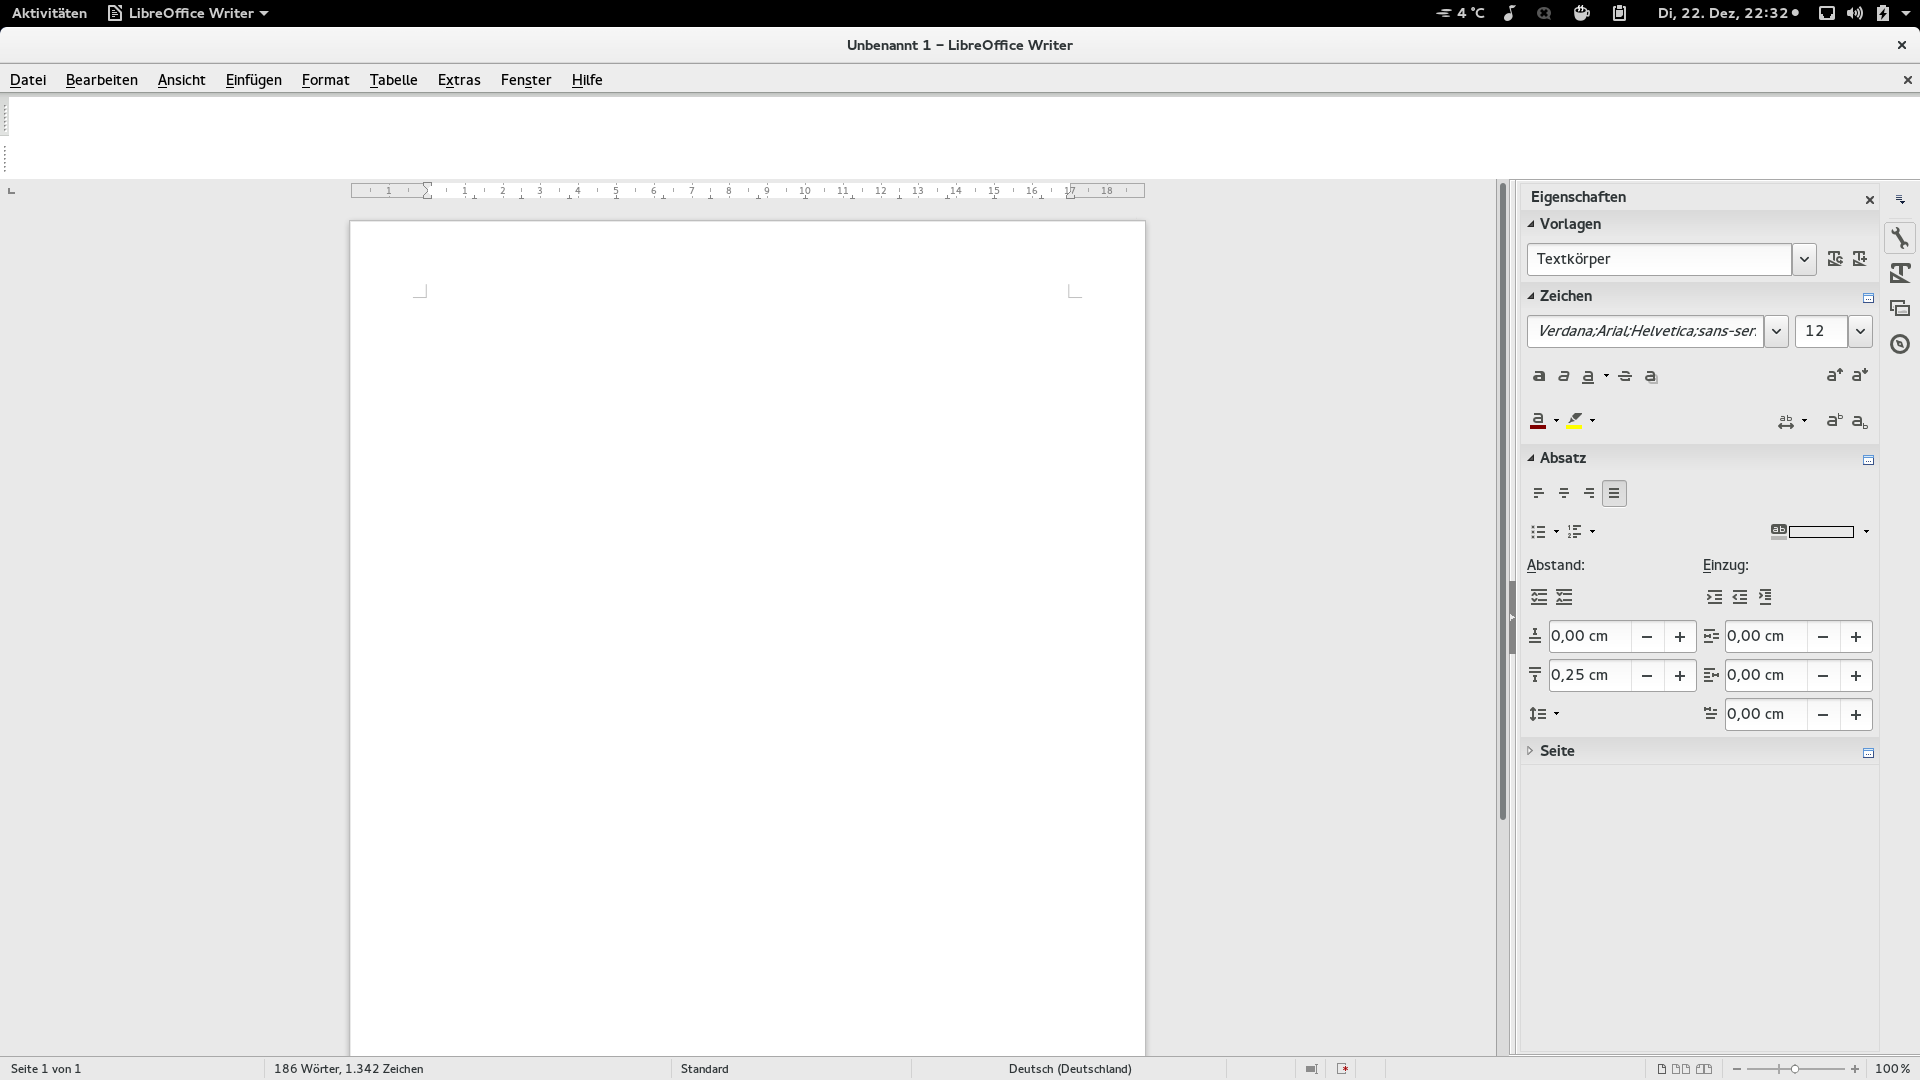 Aktivitäten LibreOffice Writer 4 °C Di, 22. Dez, 22:32
Unbenannt 1 – LibreOffice Writer
Datei Bearbeiten Ansicht Einfügen Format Tabelle Extras Fenster Hilfe
1 1 2 3 4 5 6 7 8 9 10 11 12 13 14 15 16 17 18
Eigenschaften
Vorlagen
Textkörper
Zeichen
Verdana;Arial;Helvetica;sans-ser. 12
a a a a a a a
a ab ab ab
Absatz
ab
Abstand: Einzug:
0,00 cm 0,00 cm
0,25 cm 0,00 cm
0,00 cm
Seite
Seite 1 von 1 186 Wörter, 1.342 Zeichen Standard Deutsch (Deutschland) 100%